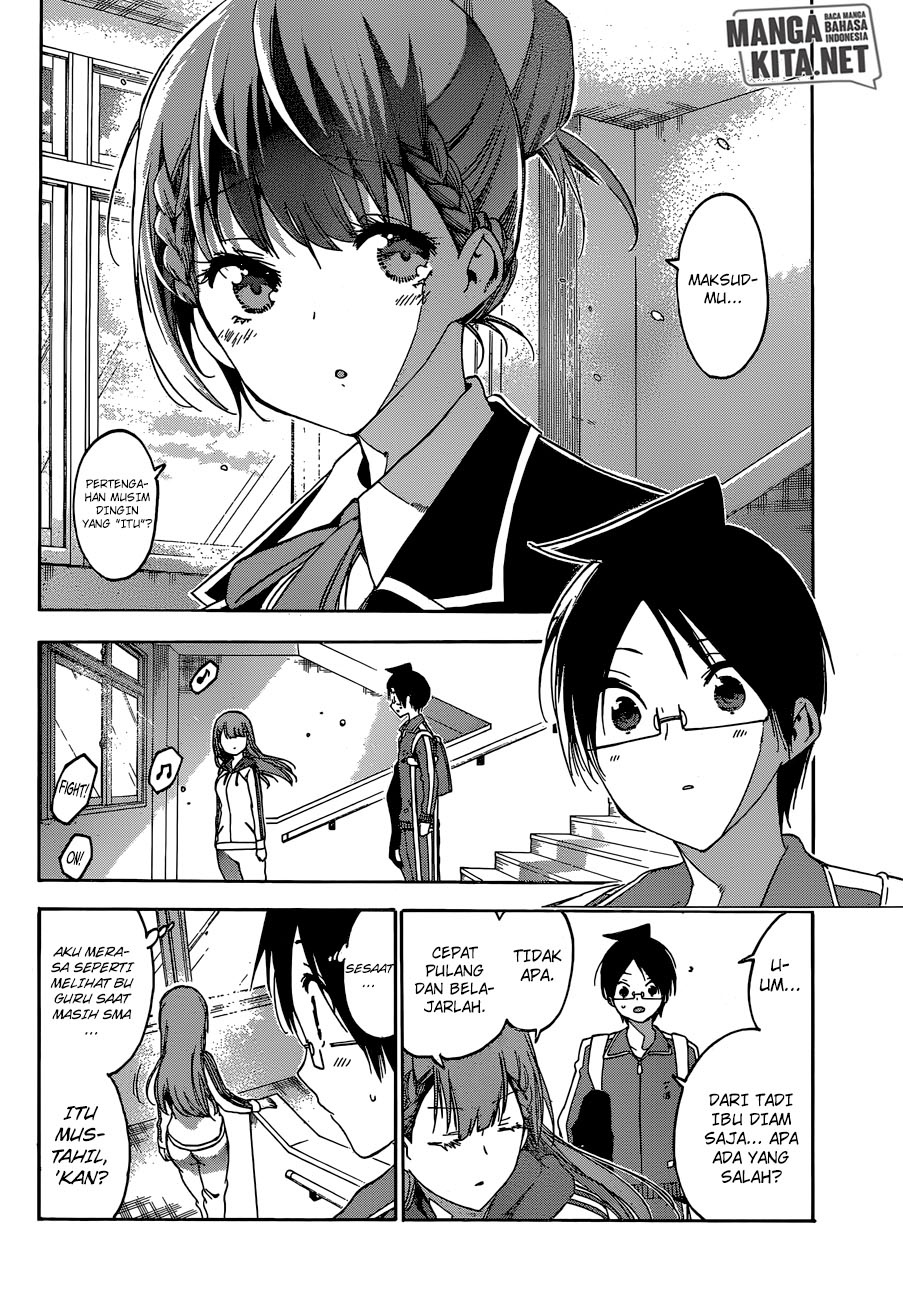 MANGA
KITA.NET
BACA MANGA
BAHASA
INDONESIA
MAKSUD-
MU...
PERTENGA-
HAN MUSIM
DINGIN
YANG "ITU"?
FIGHT!
ON!
U-
UM...
DARI TADI
IBU DIAM
SAJA... APA
ADA YANG
SALAH?
TIDAK
APA.
CEPAT
PULANG
DAN BELA-
JARLAH.
SESAAT
...
AKU MERA-
SA SEPERTI
MELIHAT BU
GURU SAAT
MASIH SMA
...
ITU
MUS-
TAHIL,
'KAN?